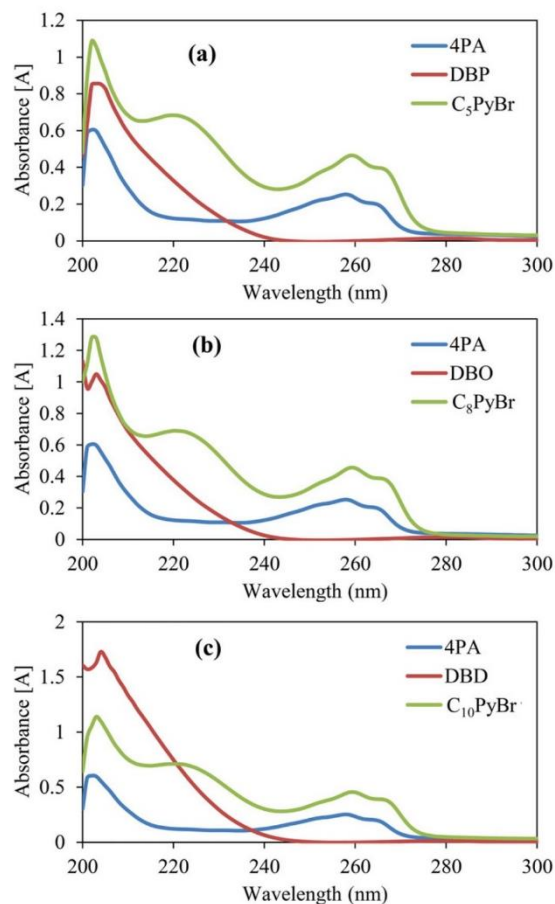 1.2
1
0.8
0.6
0.4
0.2
0
Absorbance [A]
(a)
4PA
DBP
C₅PyBr
200 220 240 260 280 300
Wavelength (nm)
1.4
1.2
1
0.8
0.6
0.4
0.2
0
Absorbance [A]
(b)
4PA
DBO
C₈PyBr
200 220 240 260 280 300
Wavelength (nm)
2
1.5
1
0.5
0
Absorbance [A]
(c)
4PA
DBD
C₁₀PyBr
200 220 240 260 280 300
Wavelength (nm)